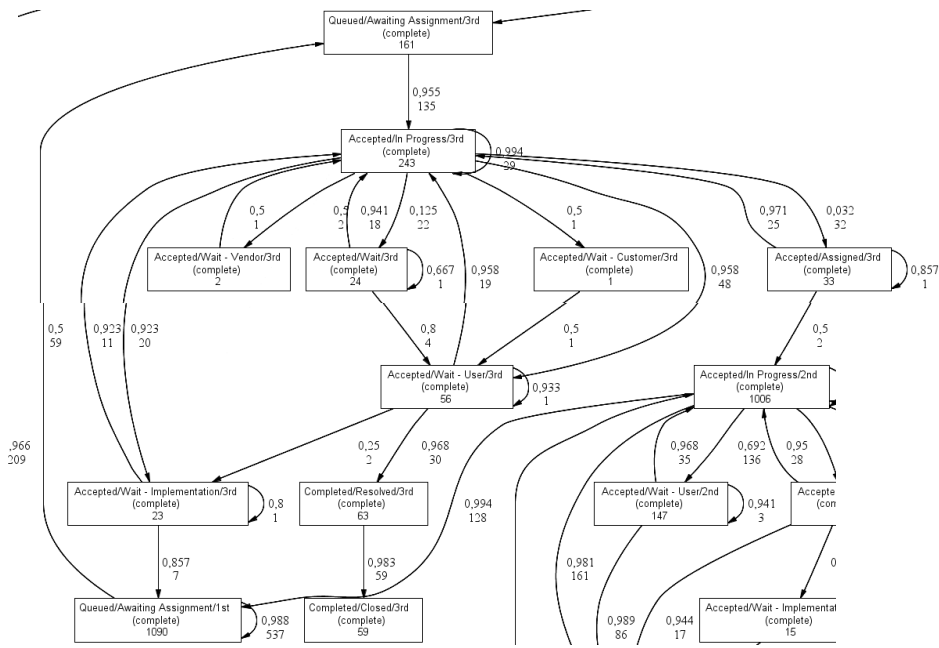 Queued/Awaiting Assignment/3rd
(complete)
161
0,955
135
Accepted/In Progress/3rd
(complete)
243
0,994
39
0,5
1
0,5
2
0,941
18
0,125
22
0,5
1
0,971
25
0,032
32
Accepted/Wait - Vendor/3rd
(complete)
2
Accepted/Wait/3rd
(complete)
24
Accepted/Wait - Customer/3rd
(complete)
1
Accepted/Assigned/3rd
(complete)
33
0,667
1
0,958
19
0,958
48
0,857
1
0,5
59
0,923
11
0,923
20
0,8
4
0,5
1
0,5
2
Accepted/Wait - User/3rd
(complete)
56
0,933
1
Accepted/In Progress/2nd
(complete)
1006
,966
209
0,25
2
0,968
30
0,968
35
0,692
136
0,95
28
Accepted/Wait - Implementation/3rd
(complete)
23
0,8
1
Completed/Resolved/3rd
(complete)
63
0,994
128
Accepted/Wait - User/2nd
(complete)
147
0,941
3
Accepte
(com
0,857
7
0,983
59
0,981
161
0
Queued/Awaiting Assignment/1st
(complete)
1090
0,988
537
Completed/Closed/3rd
(complete)
59
0,989
86
0,944
17
Accepted/Wait - Implementat
(complete)
15